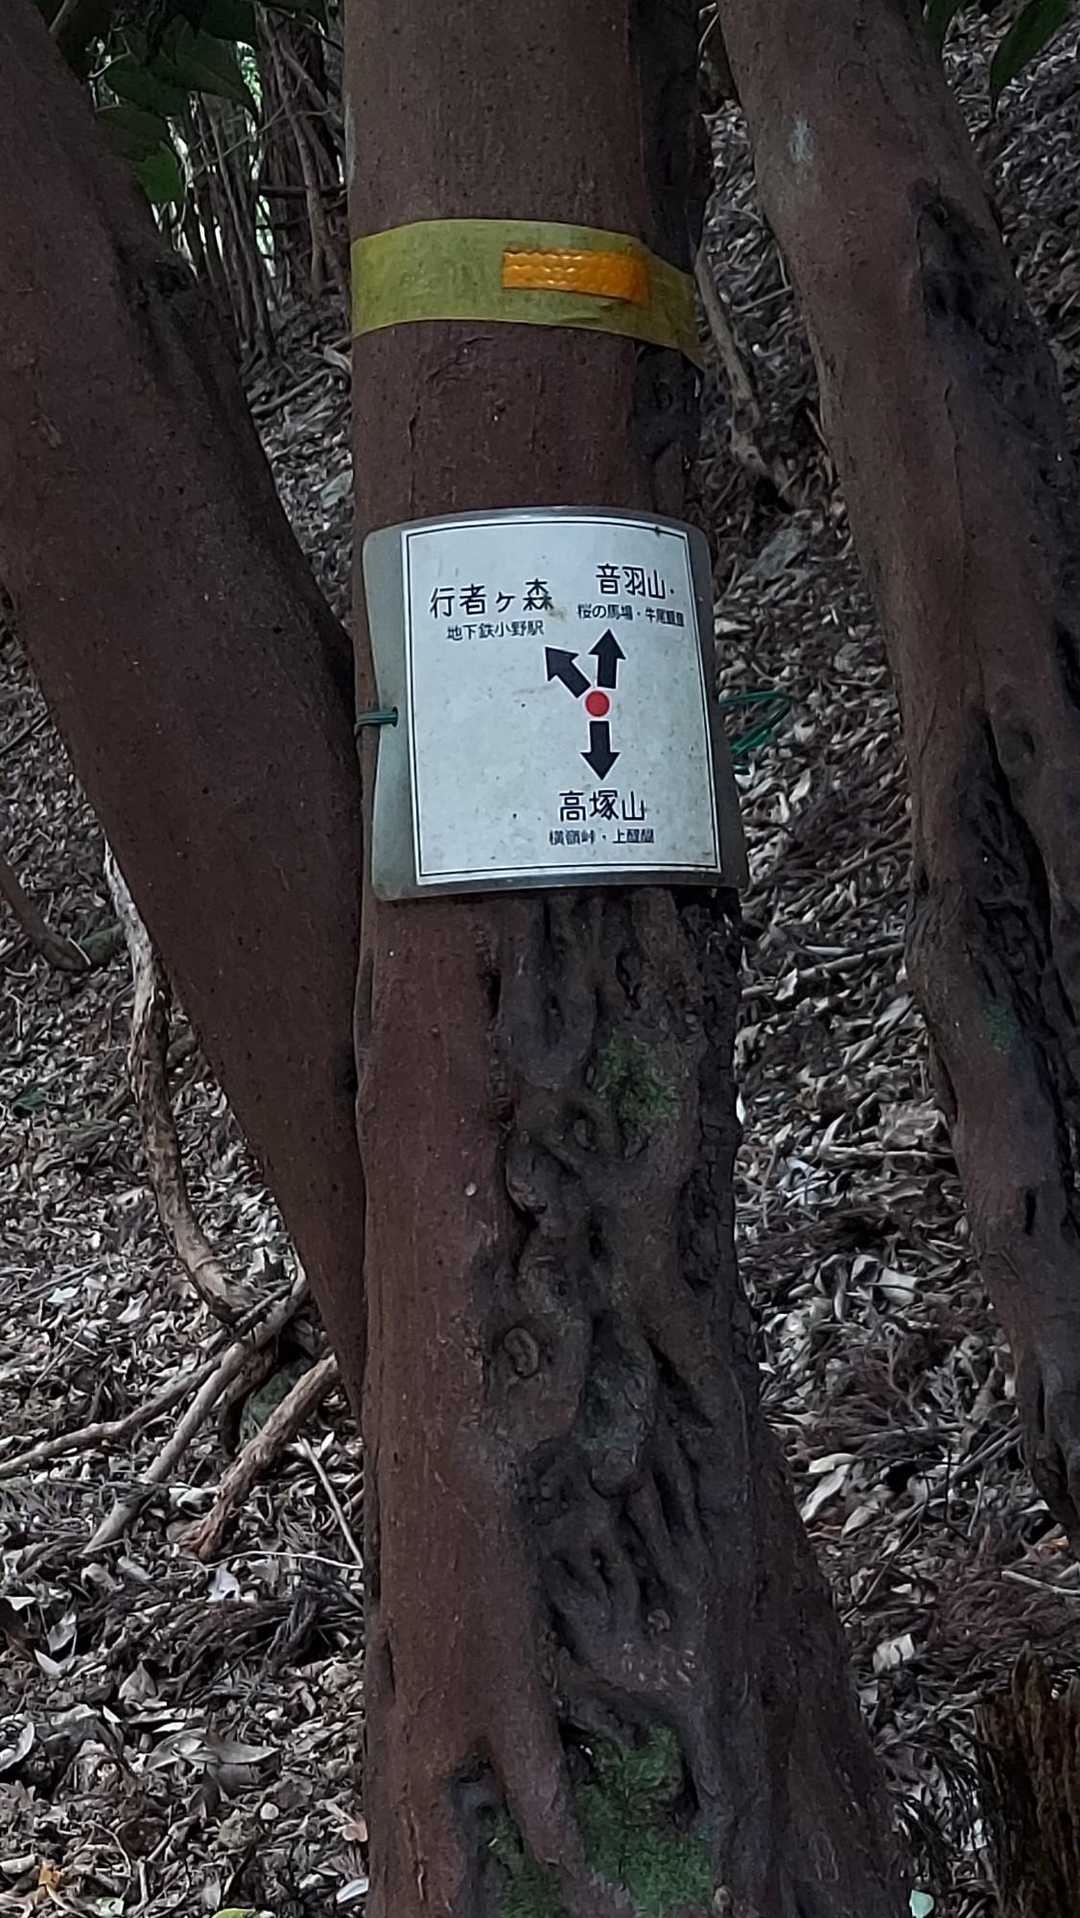 音羽山・
桜の馬場・牛尾観音
行者ヶ森
地下鉄小野駅
高塚山
横嶺峠・上醍醐